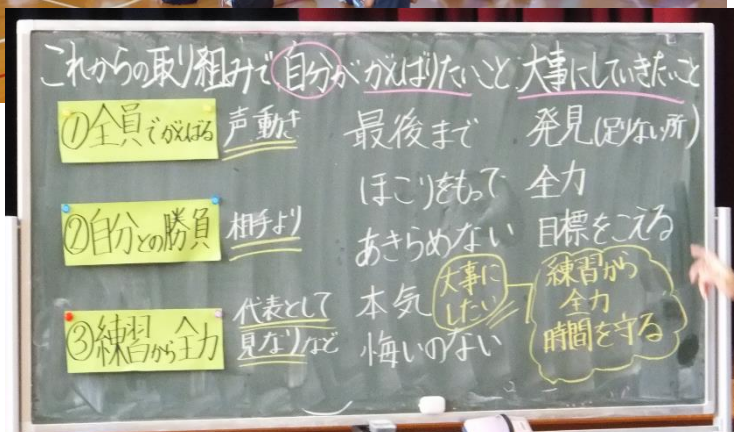 これからの取り組みで、自分ががんばりたいこと、大事にしていきたいこと
①全員でがんばる
声・動き
②自分との勝負
相手より
③練習から全力
代表として
見なりなど
最後まで
ほこりをもって
あきらめない
本気
悔いのない
発見(足りない所)
全力
目標をこえる
大事に
したい
練習から
全力
時間を守る